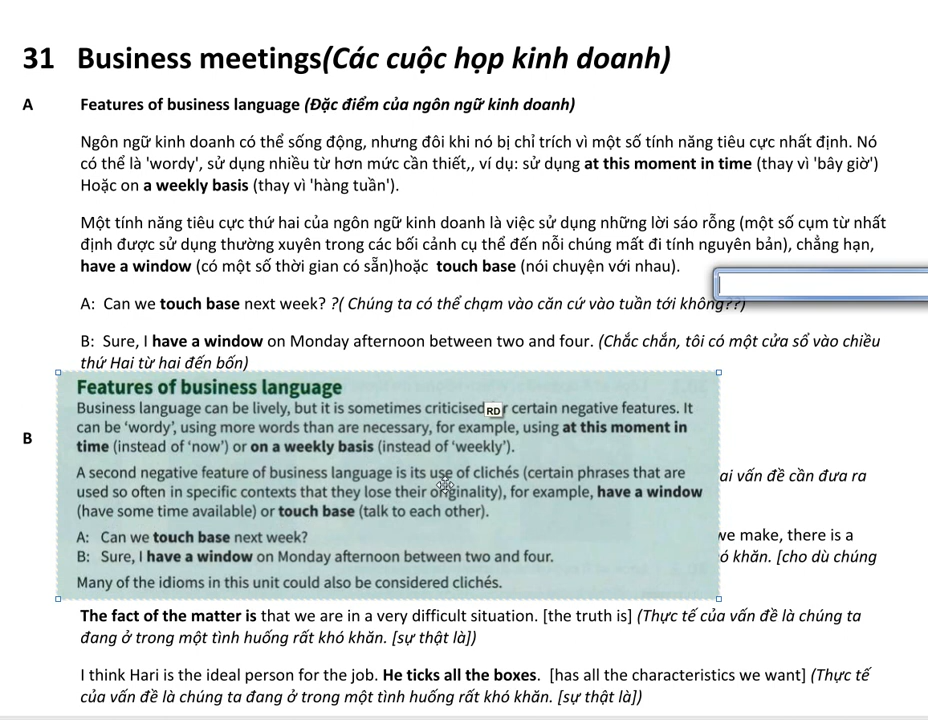 31 Business meetings(Các cuộc họp kinh doanh)
A Features of business language (Đặc điểm của ngôn ngữ kinh doanh)
Ngôn ngữ kinh doanh có thể sống động, nhưng đôi khi nó bị chỉ trích vì một số tính năng tiêu cực nhất định. Nó
có thể là 'wordy', sử dụng nhiều từ hơn mức cần thiết,, ví dụ: sử dụng at this moment in time (thay vì 'bây giờ')
Hoặc on a weekly basis (thay vì 'hàng tuần').
Một tính năng tiêu cực thứ hai của ngôn ngữ kinh doanh là việc sử dụng những lời sáo rỗng (một số cụm từ nhất
định được sử dụng thường xuyên trong các bối cảnh cụ thể đến nỗi chúng mất đi tính nguyên bản), chẳng hạn,
have a window (có một số thời gian có sẵn)hoặc touch base (nói chuyện với nhau).
A: Can we touch base next week? ?( Chúng ta có thể chạm vào căn cứ vào tuần tới không??)
B: Sure, I have a window on Monday afternoon between two and four. (Chắc chắn, tôi có một cửa sổ vào chiều
thứ Hai từ hai đến bốn)
Features of business language
Business language can be lively, but it is sometimes criticised RD r certain negative features. It
can be ‘wordy’, using more words than are necessary, for example, using at this moment in
time (instead of ‘now’) or on a weekly basis (instead of ‘weekly’).
A second negative feature of business language is its use of clichés (certain phrases that are
used so often in specific contexts that they lose their originality), for example, have a window
(have some time available) or touch base (talk to each other).
A: Can we touch base next week?
B: Sure, I have a window on Monday afternoon between two and four.
Many of the idioms in this unit could also be considered clichés.
B
ai vấn đề cần đưa ra
we make, there is a
ó khăn. [cho dù chúng
The fact of the matter is that we are in a very difficult situation. [the truth is] (Thực tế của vấn đề là chúng ta
đang ở trong một tình huống rất khó khăn. [sự thật là])
I think Hari is the ideal person for the job. He ticks all the boxes. [has all the characteristics we want] (Thực tế
của vấn đề là chúng ta đang ở trong một tình huống rất khó khăn. [sự thật là])